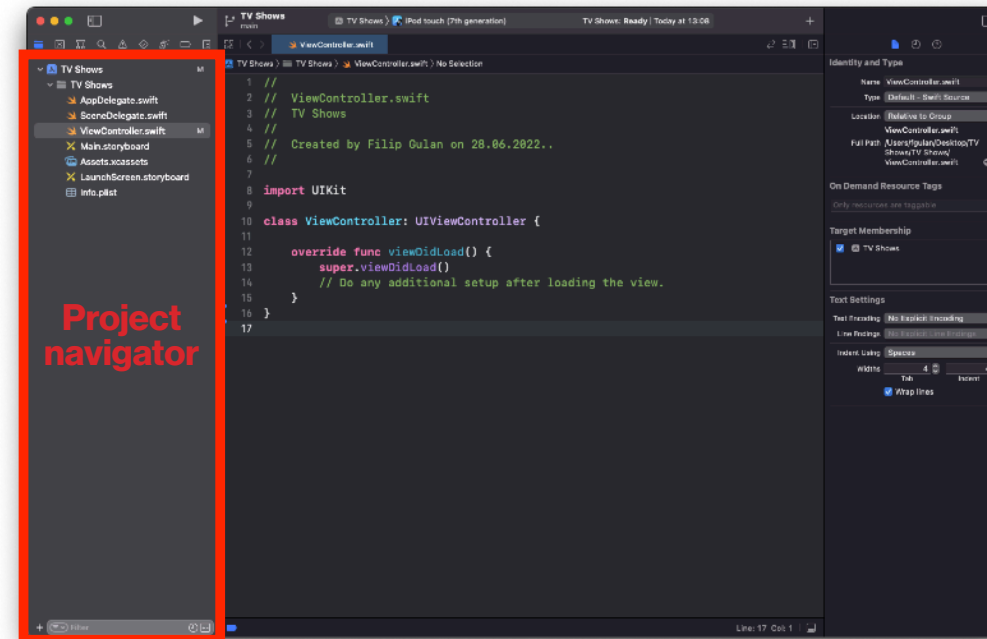 TV Shows
main
TV Shows 〉 iPod touch (7th generation)
TV Shows: Ready | Today at 13:06
ViewController.swift
TV Shows 〉 TV Shows 〉 ViewController.swift 〉 No Selection
TV Shows M
TV Shows
AppDelegate.swift
SceneDelegate.swift
ViewController.swift M
Main.storyboard
Assets.xcassets
LaunchScreen.storyboard
Info.plist
Project
navigator
Filter
1 //
2 // ViewController.swift
3 // TV Shows
4 //
5 // Created by Filip Gulan on 28.06.2022..
6 //
7
8 import UIKit
9
10 class ViewController: UIViewController {
11
12 override func viewDidLoad() {
13 super.viewDidLoad()
14 // Do any additional setup after loading the view.
15 }
16 }
17
Line: 17 Col: 1
Identity and Type
Name ViewController.swift
Type Default - Swift Source
Location Relative to Group
ViewController.swift
Full Path /Users/fgulan/Desktop/TV
Shows/TV Shows/
ViewController.swift
On Demand Resource Tags
Only resources are taggable
Target Membership
TV Shows
Text Settings
Text Encoding No Explicit Encoding
Line Endings No Explicit Line Endings
Indent Using Spaces
Widths 4
Tab Indent
Wrap lines